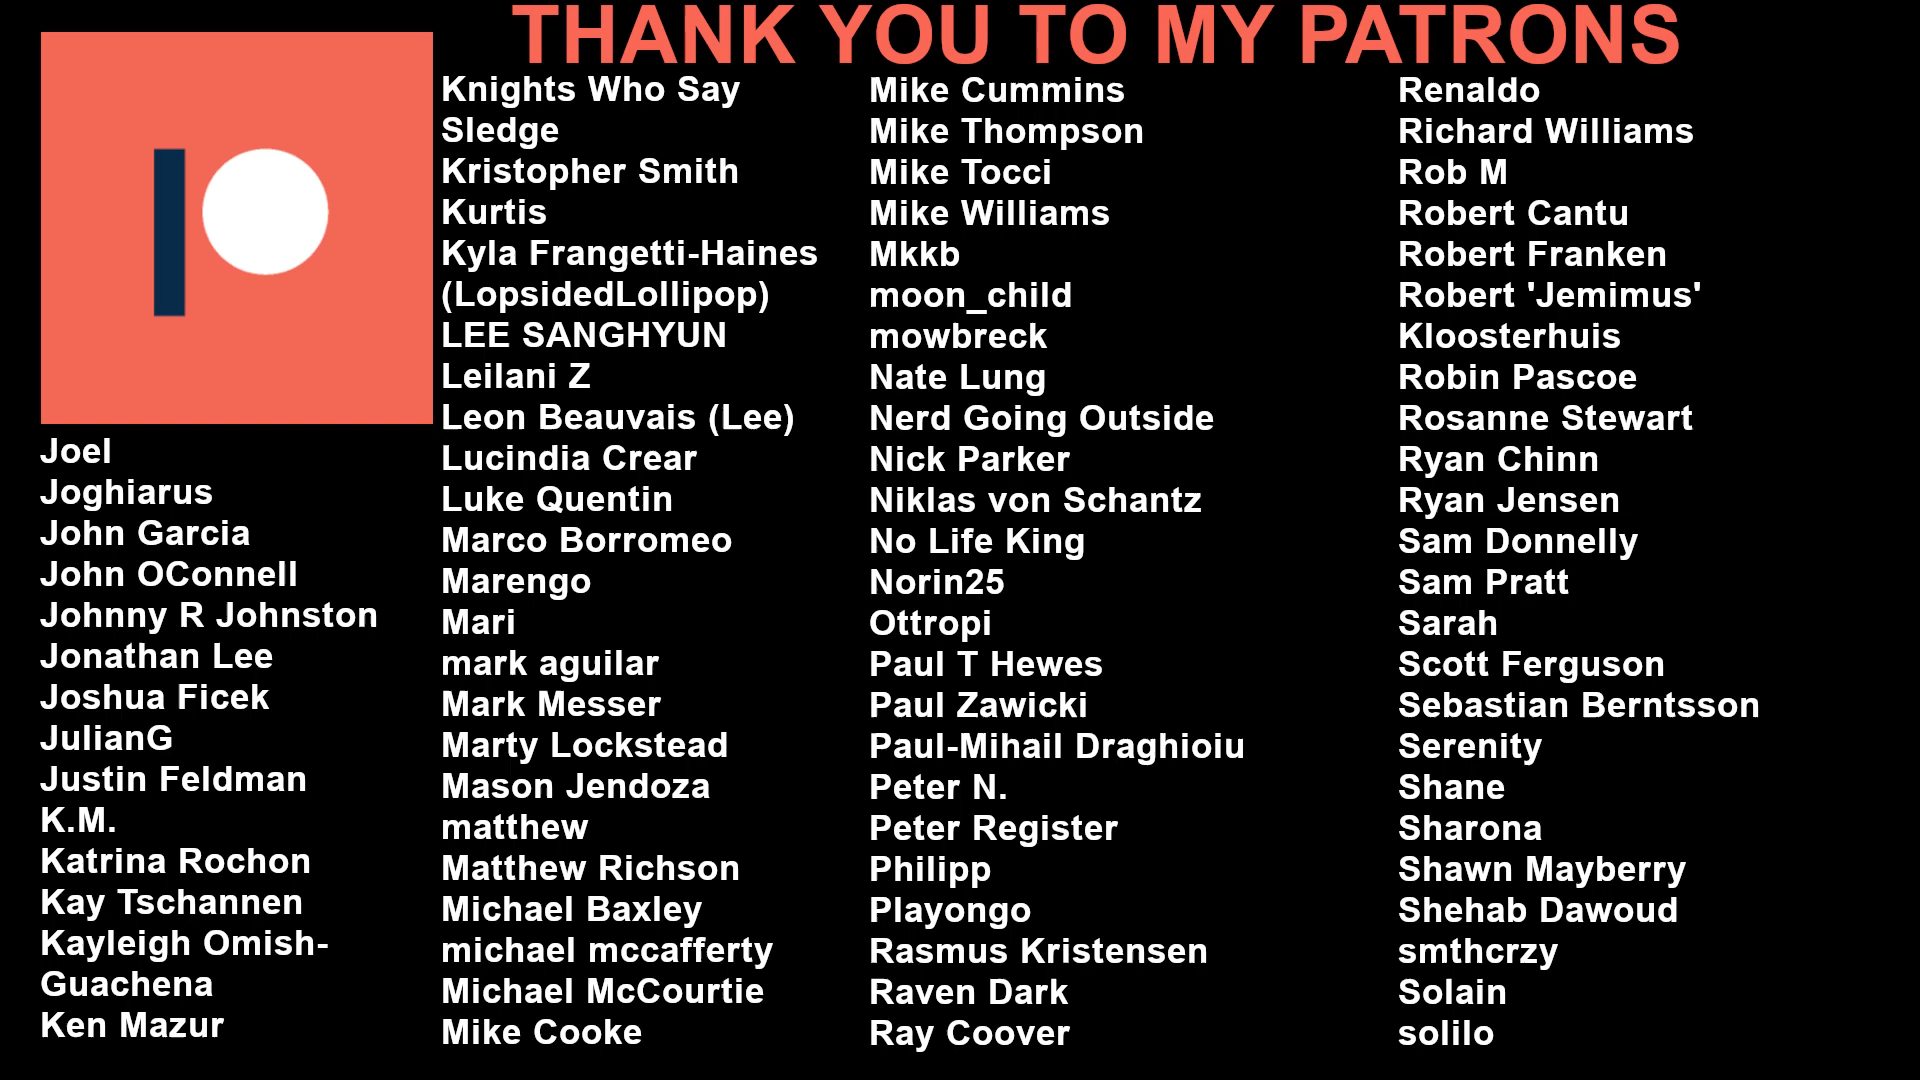 THANK YOU TO MY PATRONS
Joel
Joghiarus
John Garcia
John OConnell
Johnny R Johnston
Jonathan Lee
Joshua Ficek
JulianG
Justin Feldman
K.M.
Katrina Rochon
Kay Tschannen
Kayleigh Omish-
Guachena
Ken Mazur
Knights Who Say
Sledge
Kristopher Smith
Kurtis
Kyla Frangetti-Haines
(LopsidedLollipop)
LEE SANGHYUN
Leilani Z
Leon Beauvais (Lee)
Lucindia Crear
Luke Quentin
Marco Borromeo
Marengo
Mari
mark aguilar
Mark Messer
Marty Lockstead
Mason Jendoza
matthew
Matthew Richson
Michael Baxley
michael mccafferty
Michael McCourtie
Mike Cooke
Mike Cummins
Mike Thompson
Mike Tocci
Mike Williams
Mkkb
moon_child
mowbreck
Nate Lung
Nerd Going Outside
Nick Parker
Niklas von Schantz
No Life King
Norin25
Ottropi
Paul T Hewes
Paul Zawicki
Paul-Mihail Draghioiu
Peter N.
Peter Register
Philipp
Playongo
Rasmus Kristensen
Raven Dark
Ray Coover
Renaldo
Richard Williams
Rob M
Robert Cantu
Robert Franken
Robert 'Jemimus'
Kloosterhuis
Robin Pascoe
Rosanne Stewart
Ryan Chinn
Ryan Jensen
Sam Donnelly
Sam Pratt
Sarah
Scott Ferguson
Sebastian Berntsson
Serenity
Shane
Sharona
Shawn Mayberry
Shehab Dawoud
smthcrzy
Solain
solilo